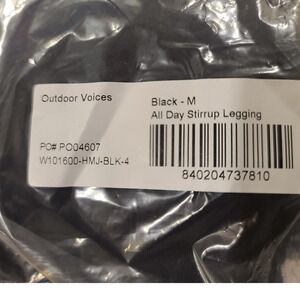 Outdoor Voices
Black - M
All Day Stirrup Legging
PO# PO04607
W101600-HMJ-BLK-4
840204737810